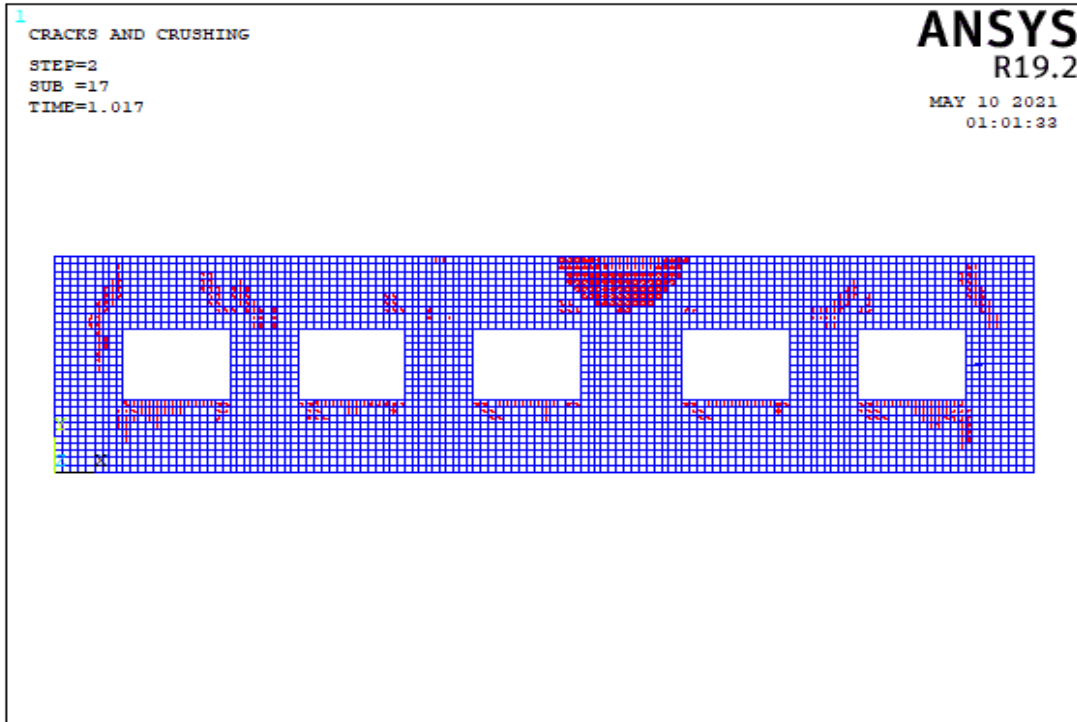 1
CRACKS AND CRUSHING
STEP=2
SUB =17
TIME=1.017
ANSYS
R19.2
MAY 10 2021
01:01:33
Y
Z
X